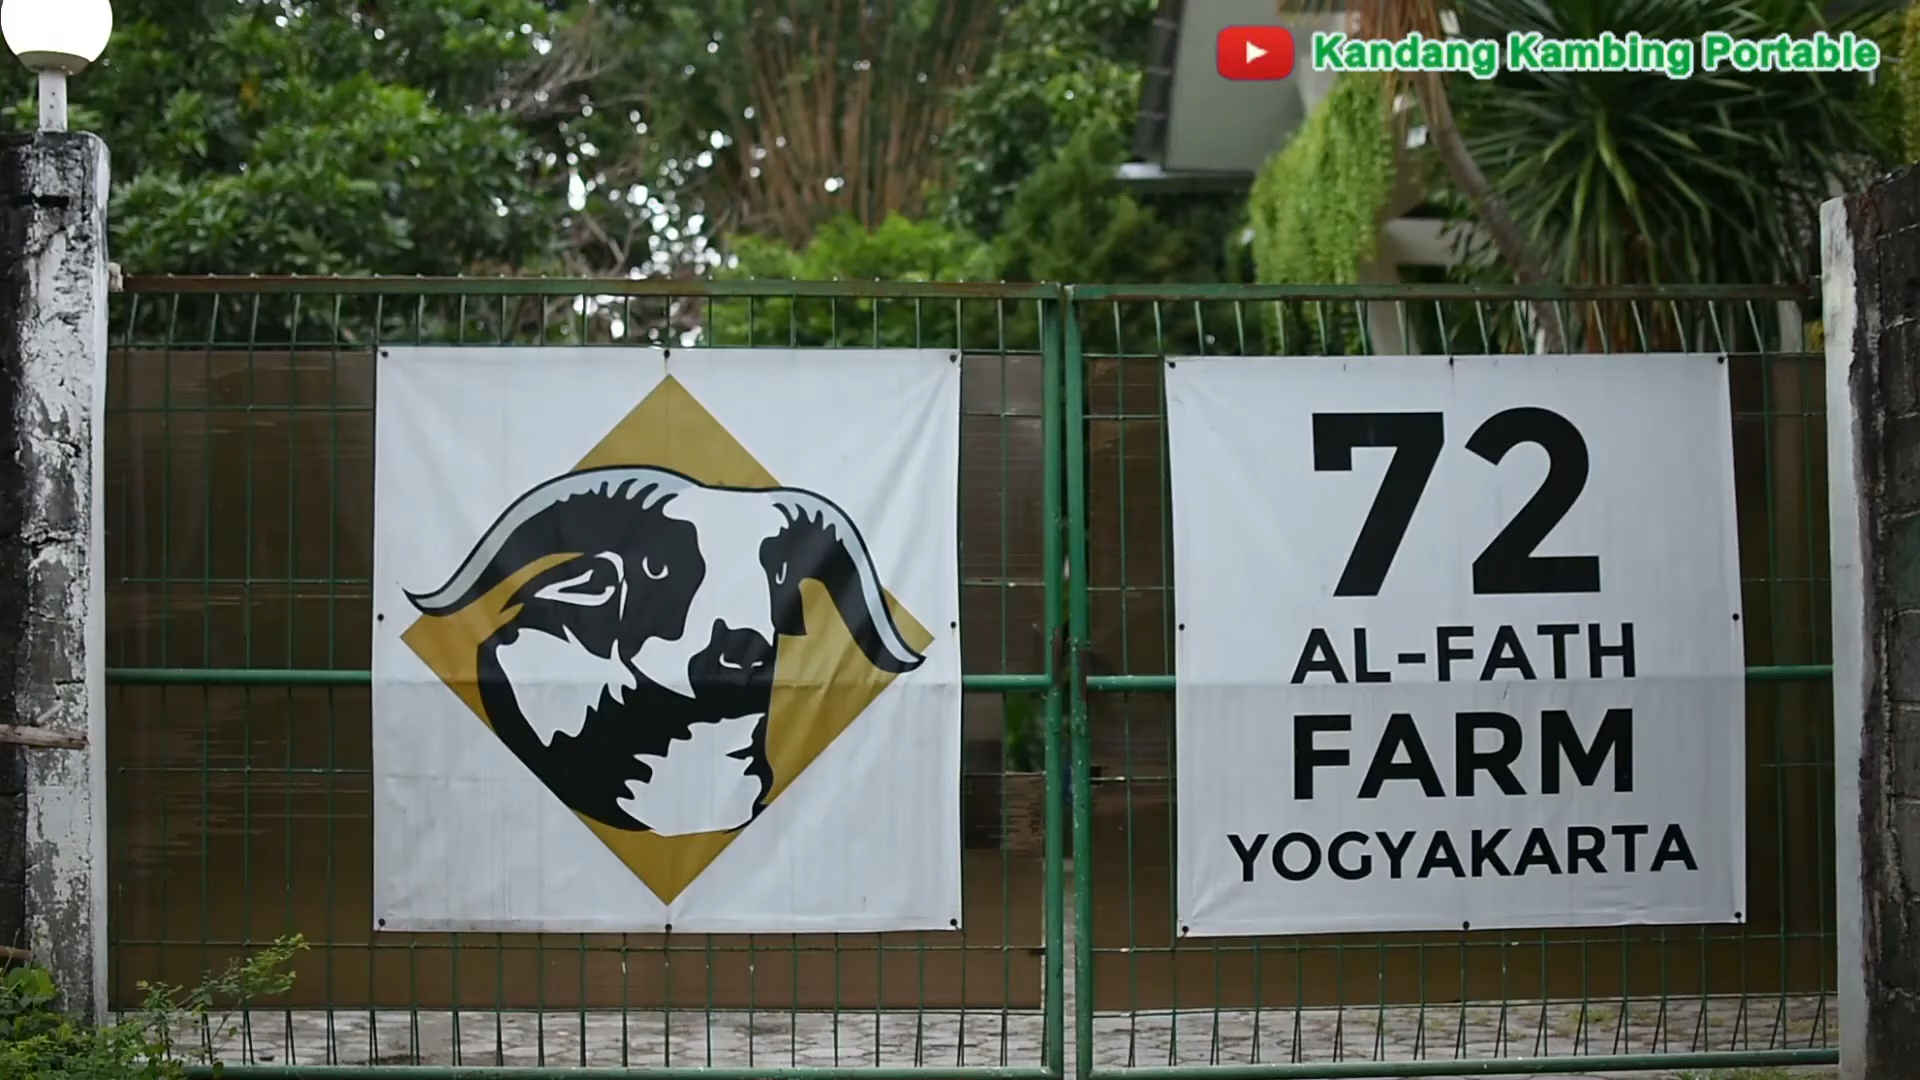 Kandang Kambing Portable
72
AL-FATH
FARM
YOGYAKARTA